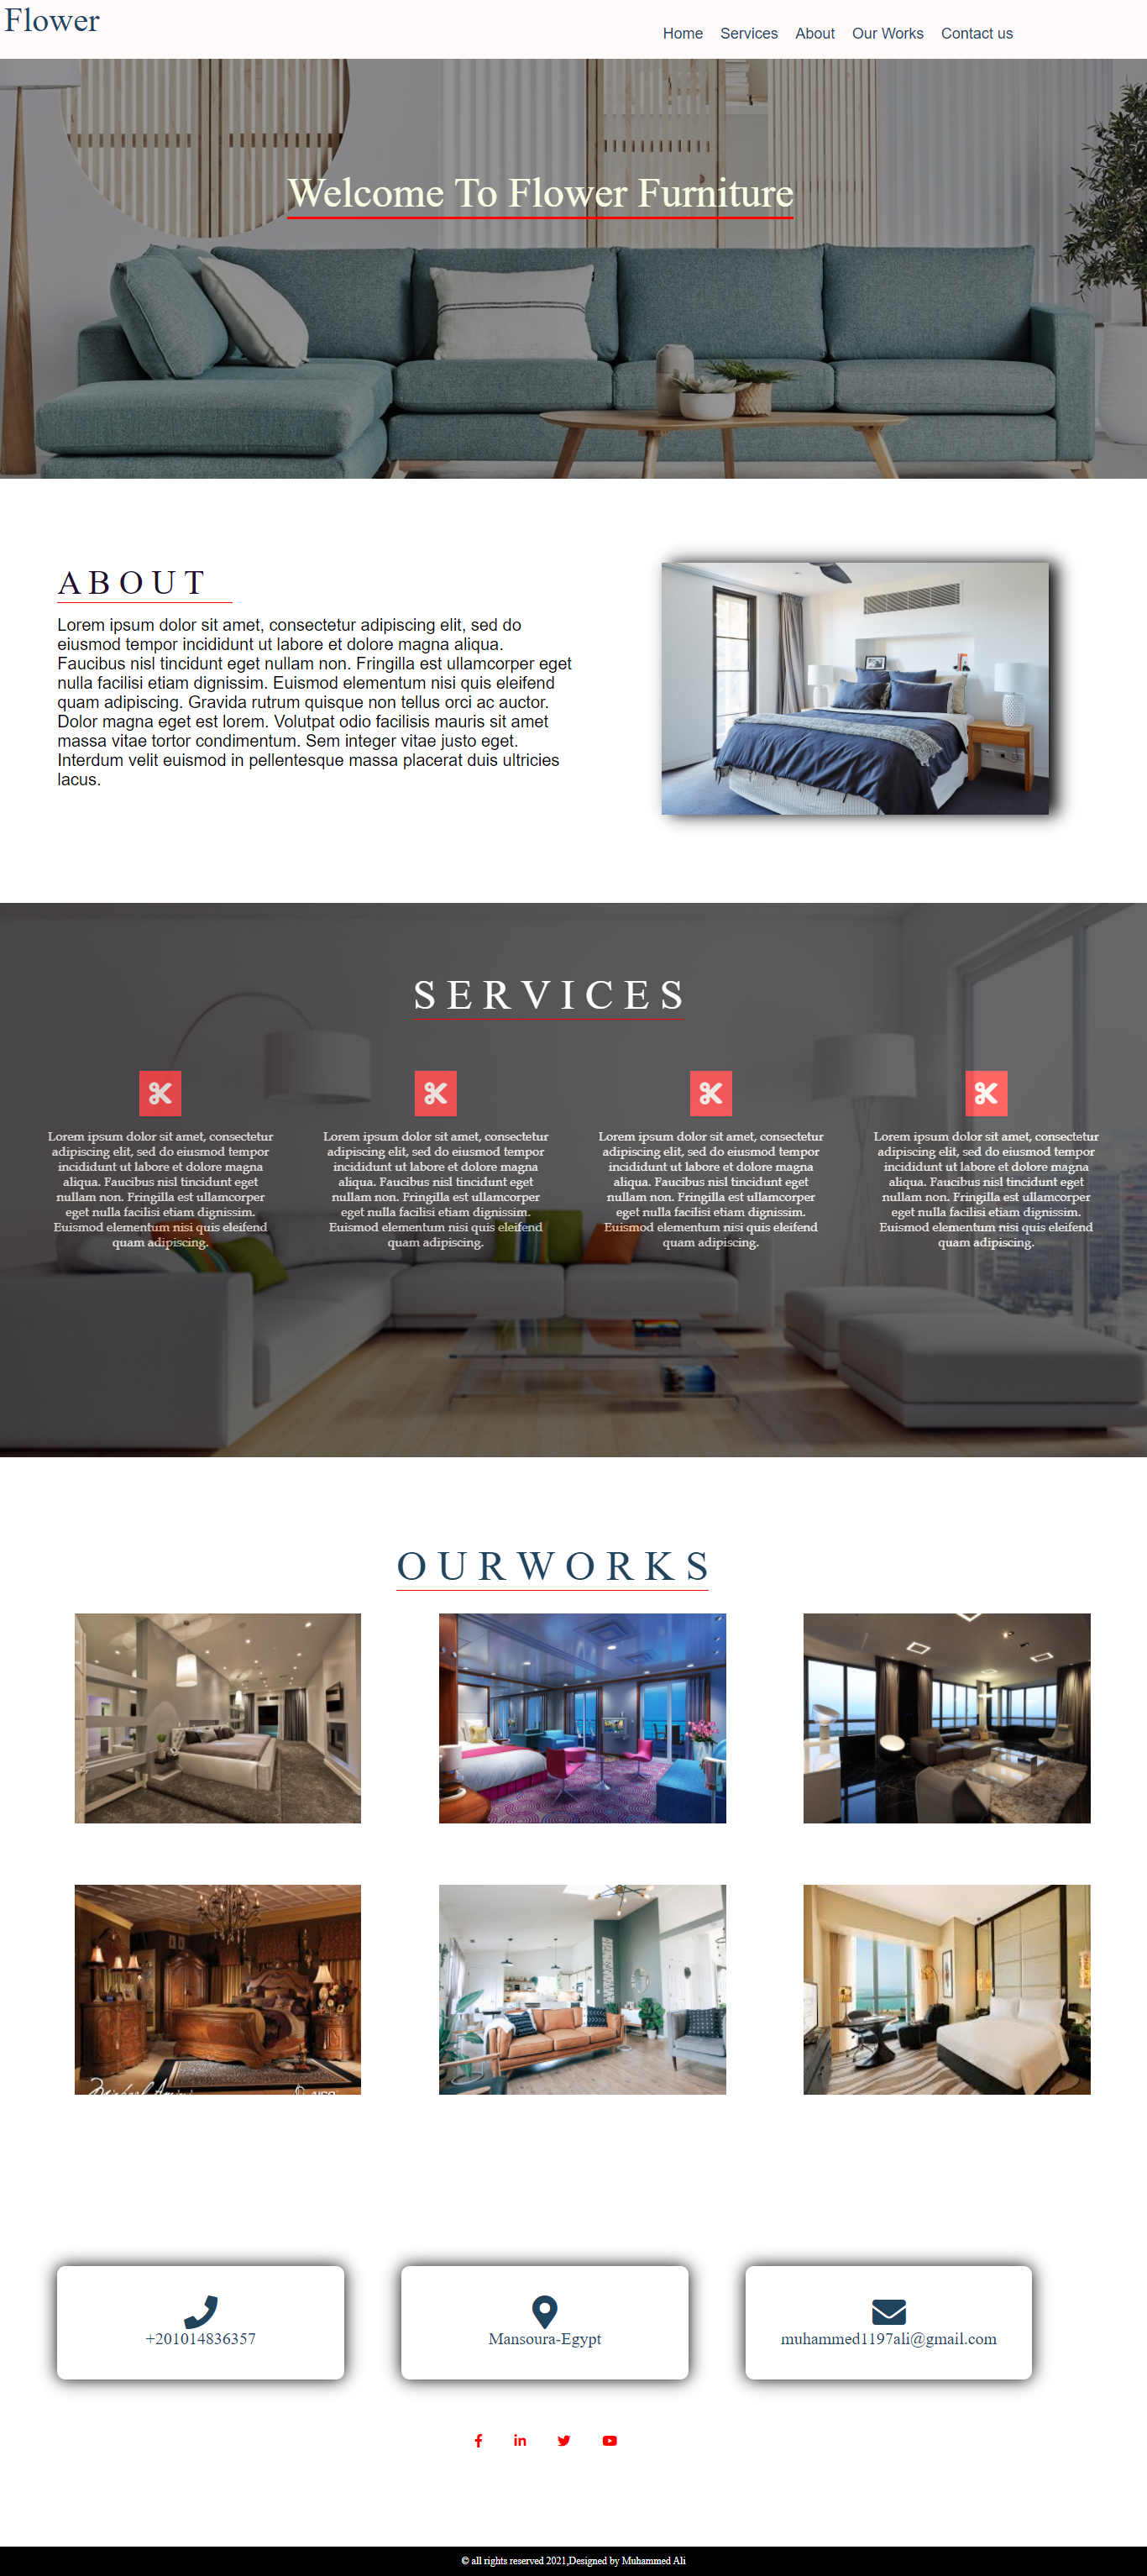 Flower
Home Services About Our Works Contact us
Welcome To Flower Furniture
ABOUT
Lorem ipsum dolor sit amet, consectetur adipiscing elit, sed do
eiusmod tempor incididunt ut labore et dolore magna aliqua.
Faucibus nisl tincidunt eget nullam non. Fringilla est ullamcorper eget
nulla facilisi etiam dignissim. Euismod elementum nisi quis eleifend
quam adipiscing. Gravida rutrum quisque non tellus orci ac auctor.
Dolor magna eget est lorem. Volutpat odio facilisis mauris sit amet
massa vitae tortor condimentum. Sem integer vitae justo eget.
Interdum velit euismod in pellentesque massa placerat duis ultricies
lacus.
SERVICES
Lorem ipsum dolor sit amet, consectetur
adipiscing elit, sed do eiusmod tempor
incididunt ut labore et dolore magna
aliqua. Faucibus nisl tincidunt eget
nullam non. Fringilla est ullamcorper
eget nulla facilisi etiam dignissim.
Euismod elementum nisi quis eleifend
quam adipiscing.
Lorem ipsum dolor sit amet, consectetur
adipiscing elit, sed do eiusmod tempor
incididunt ut labore et dolore magna
aliqua. Faucibus nisl tincidunt eget
nullam non. Fringilla est ullamcorper
eget nulla facilisi etiam dignissim.
Euismod elementum nisi quis eleifend
quam adipiscing.
Lorem ipsum dolor sit amet, consectetur
adipiscing elit, sed do eiusmod tempor
incididunt ut labore et dolore magna
aliqua. Faucibus nisl tincidunt eget
nullam non. Fringilla est ullamcorper
eget nulla facilisi etiam dignissim.
Euismod elementum nisi quis eleifend
quam adipiscing.
Lorem ipsum dolor sit amet, consectetur
adipiscing elit, sed do eiusmod tempor
incididunt ut labore et dolore magna
aliqua. Faucibus nisl tincidunt eget
nullam non. Fringilla est ullamcorper
eget nulla facilisi etiam dignissim.
Euismod elementum nisi quis eleifend
quam adipiscing.
OURWORKS
+201014836357
Mansoura-Egypt
muhammed1197ali@gmail.com
© all rights reserved 2021,Designed by Muhammed Ali